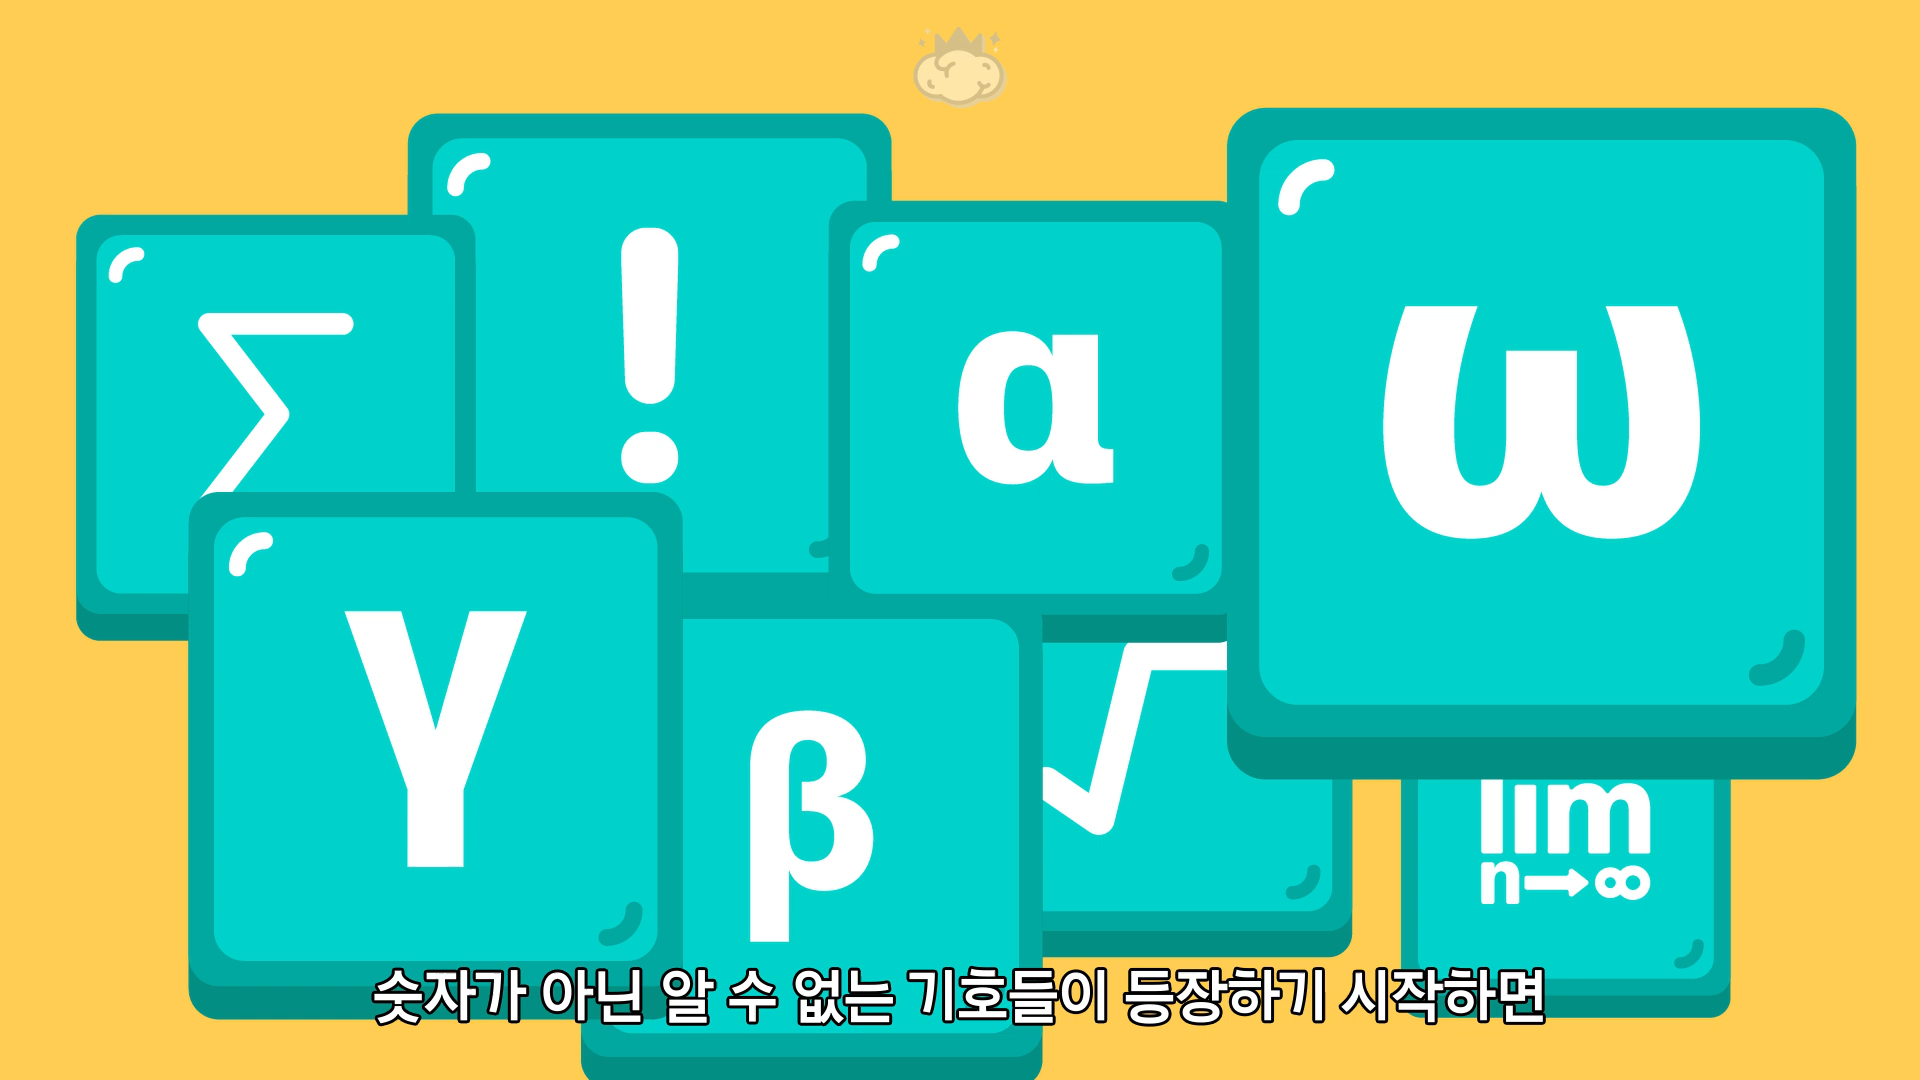 ∑
!
α
ω
γ
β
√
lim
n→∞
숫자가 아닌 알 수 없는 기호들이 등장하기 시작하면